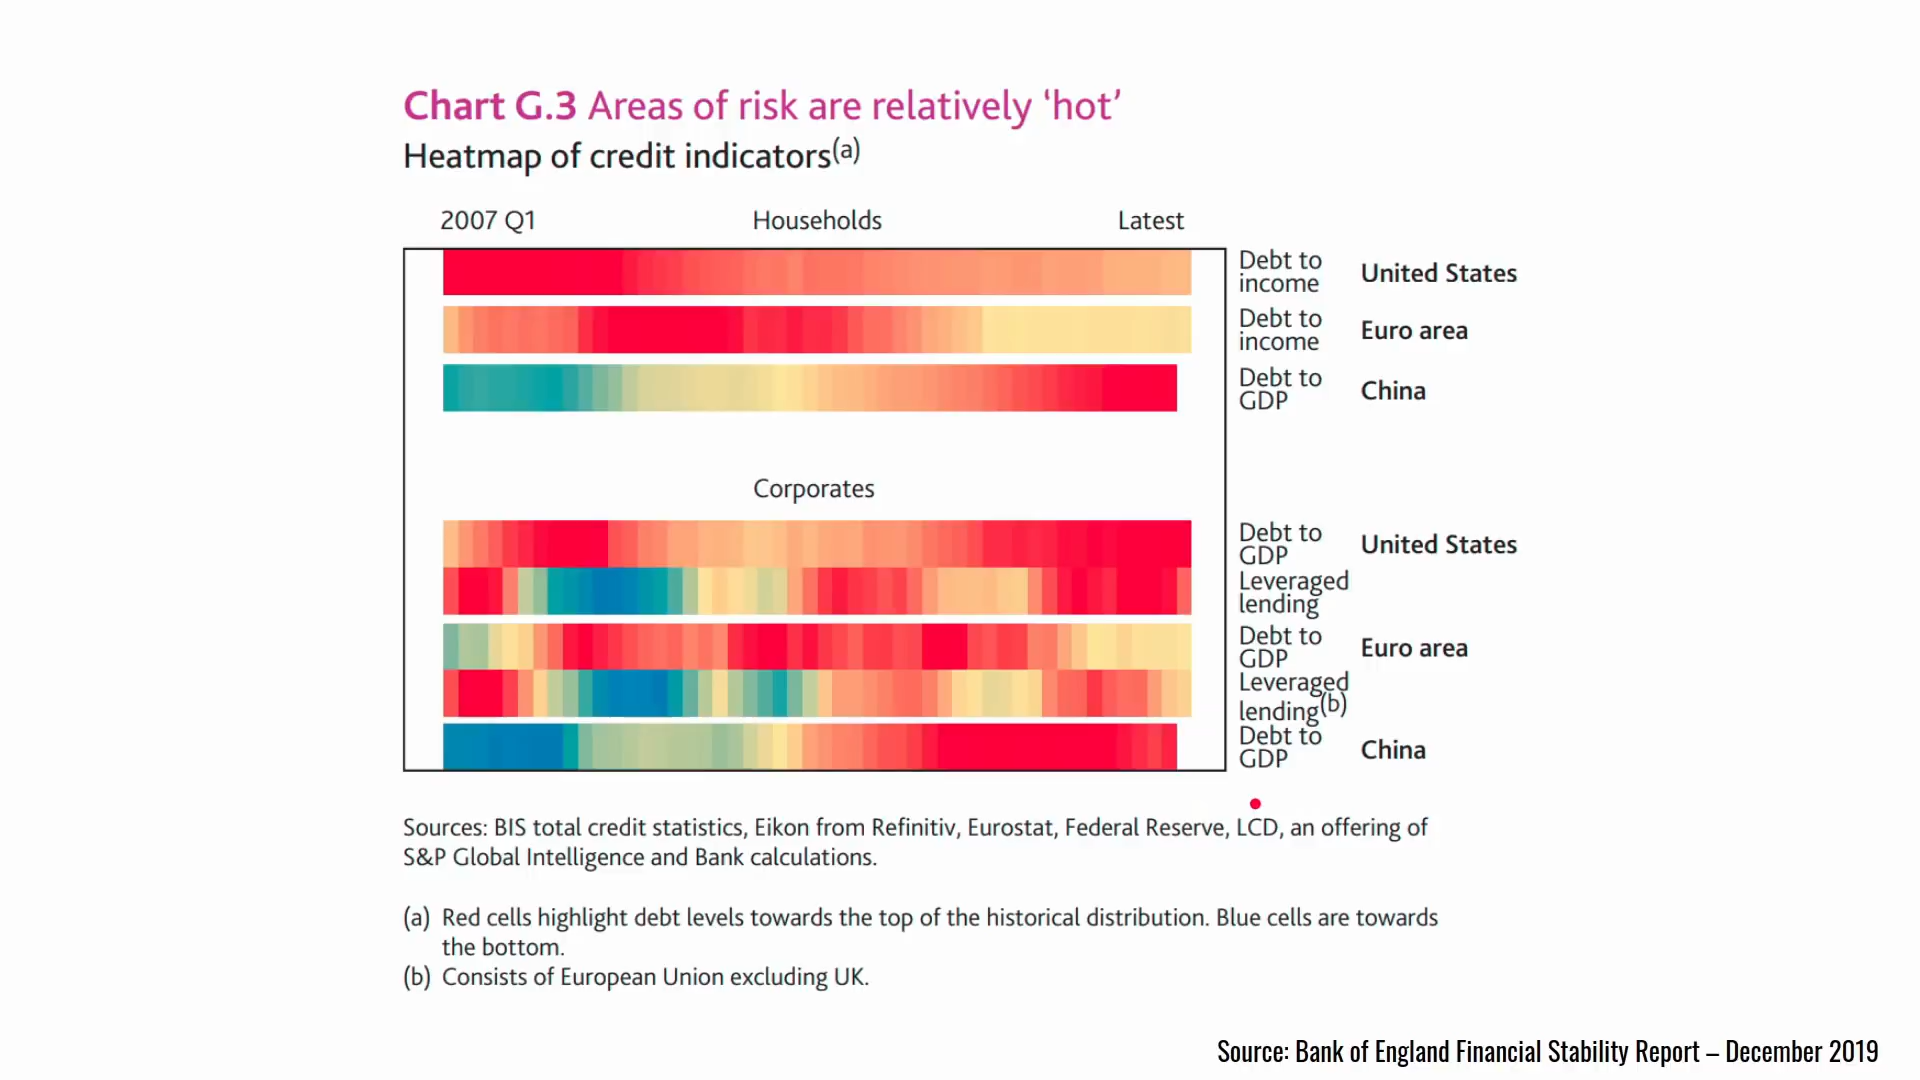 Chart G.3 Areas of risk are relatively ‘hot’
Heatmap of credit indicators(a)
2007 Q1 Households Latest
Debt to
income United States
Debt to
income Euro area
Debt to
GDP China
Corporates
Debt to
GDP United States
Leveraged
lending
Debt to
GDP Euro area
Leveraged
lending(b)
Debt to
GDP China
Sources: BIS total credit statistics, Eikon from Refinitiv, Eurostat, Federal Reserve, LCD, an offering of
S&P Global Intelligence and Bank calculations.
(a) Red cells highlight debt levels towards the top of the historical distribution. Blue cells are towards
the bottom.
(b) Consists of European Union excluding UK.
Source: Bank of England Financial Stability Report – December 2019